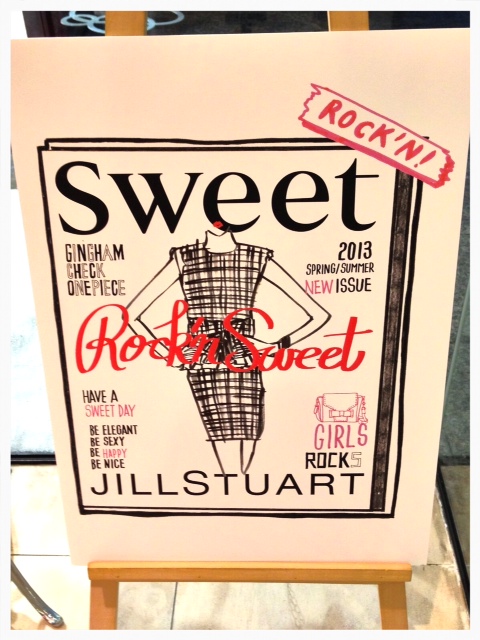 ROCK'N!
Sweet
GINGHAM
CHECK
ONEPIECE
2013
SPRING/SUMMER
NEW ISSUE
Rock'n Sweet
HAVE A
SWEET DAY
BE ELEGANT
BE SEXY
BE HAPPY
BE NICE
GIRLS
ROCKS
JILLSTUART